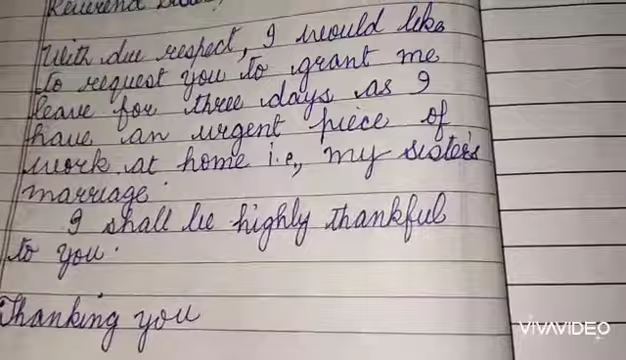 Reverend
With due respect, I would like
to request you to grant me
leave for three days as I
have an urgent piece of
work at home i.e., my sister's
marriage.
I shall be highly thankful
to you.
Thanking you
VIVAVIDEO